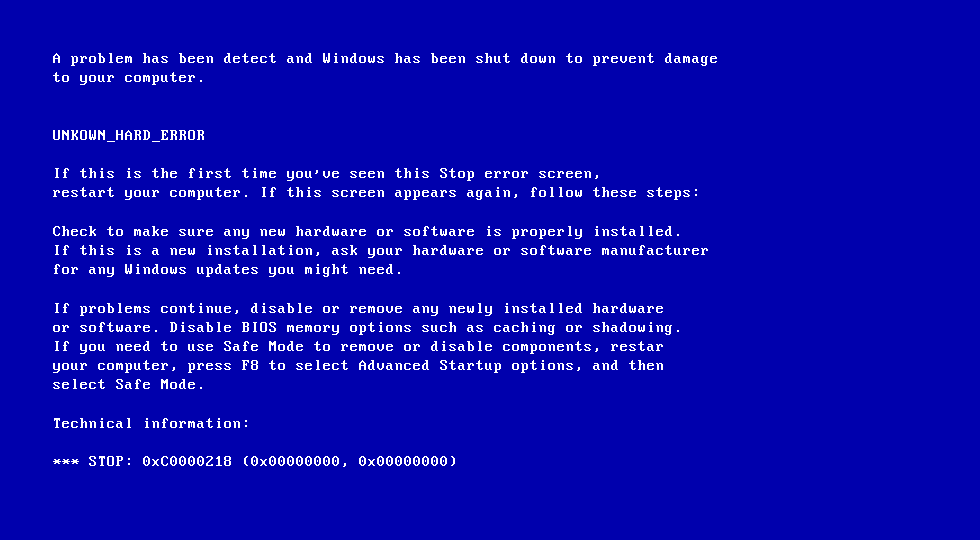 A problem has been detect and Windows has been shut down to prevent damage
to your computer.
UNKOWN_HARD_ERROR
If this is the first time you've seen this Stop error screen,
restart your computer. If this screen appears again, follow these steps:
Check to make sure any new hardware or software is properly installed.
If this is a new installation, ask your hardware or software manufacturer
for any Windows updates you might need.
If problems continue, disable or remove any newly installed hardware
or software. Disable BIOS memory options such as caching or shadowing.
If you need to use Safe Mode to remove or disable components, restar
your computer, press F8 to select Advanced Startup options, and then
select Safe Mode.
Technical information:
*** STOP: 0xC0000218 (0x00000000, 0x00000000)